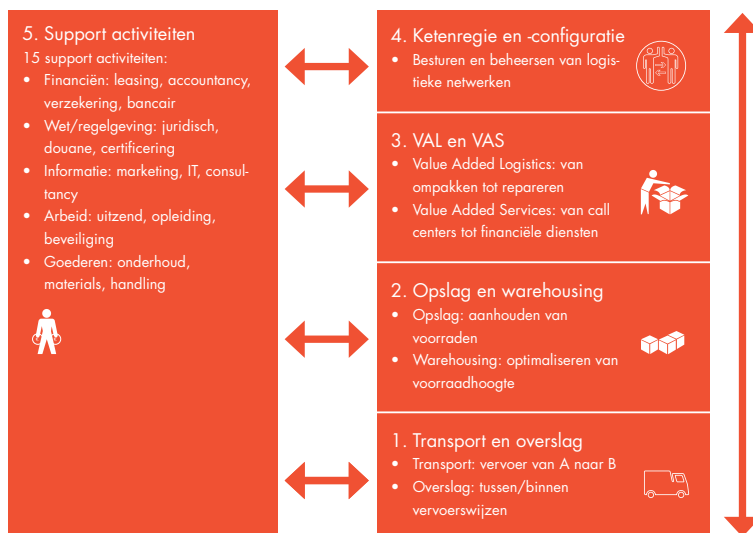 5. Support activiteiten
15 support activiteiten:
• Financiën: leasing, accountancy,
verzekering, bancair
• Wet/regelgeving: juridisch,
douane, certificering
• Informatie: marketing, IT, consul-
tancy
• Arbeid: uitzend, opleiding,
beveiliging
• Goederen: onderhoud,
materials, handling
4. Ketenregie en -configuratie
• Besturen en beheersen van logis-
tieke netwerken
3. VAL en VAS
• Value Added Logistics: van
ompakken tot repareren
• Value Added Services: van call
centers tot financiële diensten
2. Opslag en warehousing
• Opslag: aanhouden van
voorraden
• Warehousing: optimaliseren van
voorraadhoogte
1. Transport en overslag
• Transport: vervoer van A naar B
• Overslag: tussen/binnen
vervoerswijzen